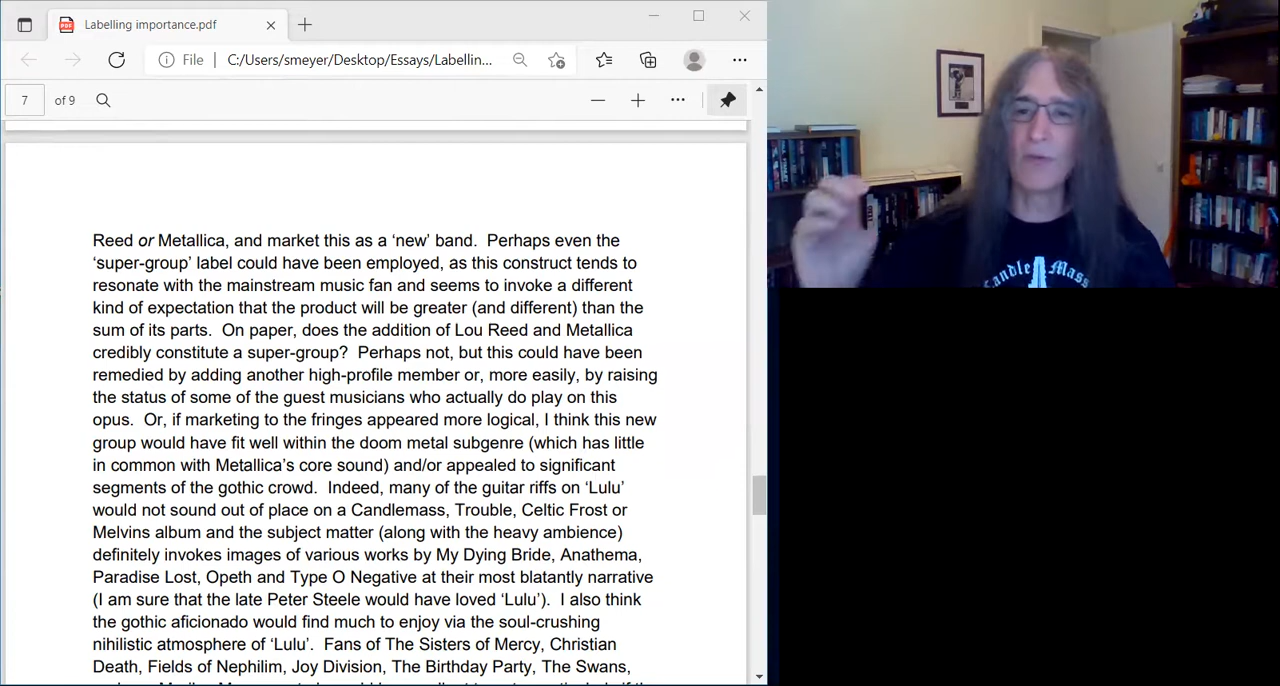 Labelling importance.pdf
File
C:/Users/smeyer/Desktop/Essays/Labellin...
7 of 9
Reed or Metallica, and market this as a ‘new’ band.  Perhaps even the
‘super-group’ label could have been employed, as this construct tends to
resonate with the mainstream music fan and seems to invoke a different
kind of expectation that the product will be greater (and different) than the
sum of its parts.  On paper, does the addition of Lou Reed and Metallica
credibly constitute a super-group?  Perhaps not, but this could have been
remedied by adding another high-profile member or, more easily, by raising
the status of some of the guest musicians who actually do play on this
opus.  Or, if marketing to the fringes appeared more logical, I think this new
group would have fit well within the doom metal subgenre (which has little
in common with Metallica’s core sound) and/or appealed to significant
segments of the gothic crowd.  Indeed, many of the guitar riffs on ‘Lulu’
would not sound out of place on a Candlemass, Trouble, Celtic Frost or
Melvins album and the subject matter (along with the heavy ambience)
definitely invokes images of various works by My Dying Bride, Anathema,
Paradise Lost, Opeth and Type O Negative at their most blatantly narrative
(I am sure that the late Peter Steele would have loved ‘Lulu’).  I also think
the gothic aficionado would find much to enjoy via the soul-crushing
nihilistic atmosphere of ‘Lulu’.  Fans of The Sisters of Mercy, Christian
Death, Fields of Nephilim, Joy Division, The Birthday Party, The Swans,
Candle Mass